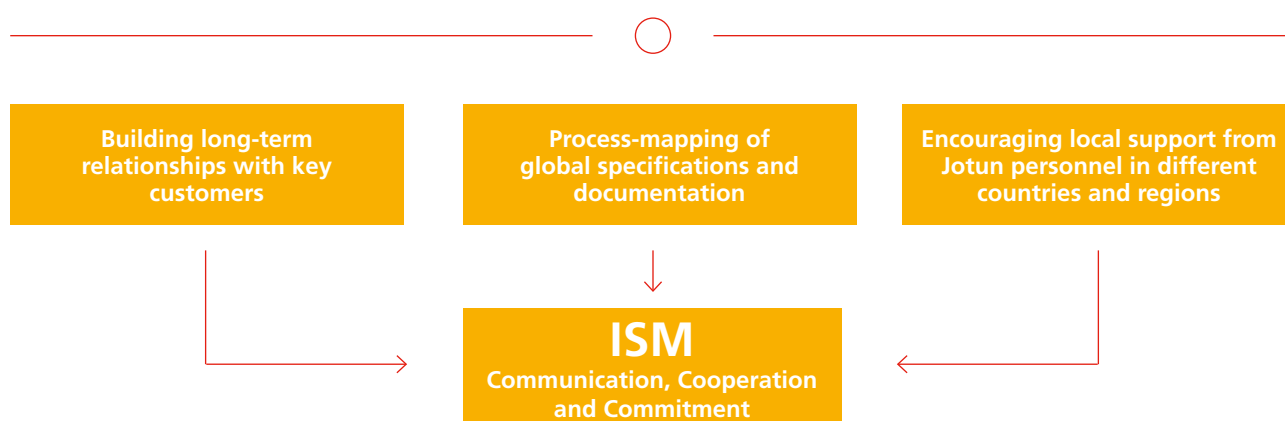 Building long-term
relationships with key
customers
Process-mapping of
global specifications and
documentation
Encouraging local support from
Jotun personnel in different
countries and regions
ISM
Communication, Cooperation
and Commitment